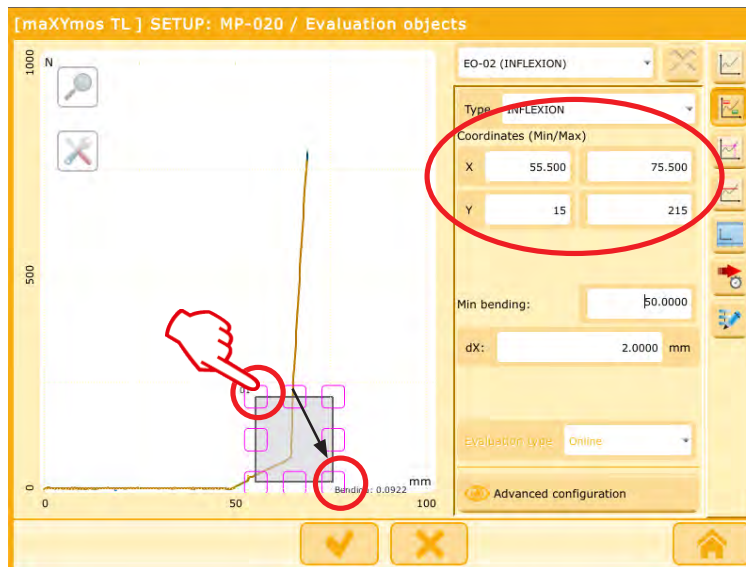 [maXYmos TL ] SETUP: MP-020 / Evaluation objects
1000
N
500
0
0
50
100
mm
Bending: 0.0922
EO-02 (INFLEXION)
Type INFLEXION
Coordinates (Min/Max)
X 55.500 75.500
Y 15 215
Min bending: 50.0000
dX: 2.0000 mm
Evaluation type Online
Advanced configuration